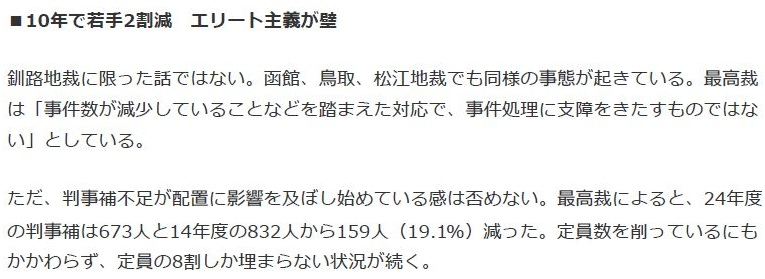 ■10年で若手2割減　エリート主義が壁
釧路地裁に限った話ではない。函館、鳥取、松江地裁でも同様の事態が起きている。最高裁
は「事件数が減少していることなどを踏まえた対応で、事件処理に支障をきたすものではな
い」としている。
ただ、判事補不足が配置に影響を及ぼし始めている感は否めない。最高裁によると、24年度
の判事補は673人と14年度の832人から159人（19.1%）減った。定員数を削っているにも
かかわらず、定員の8割しか埋まらない状況が続く。